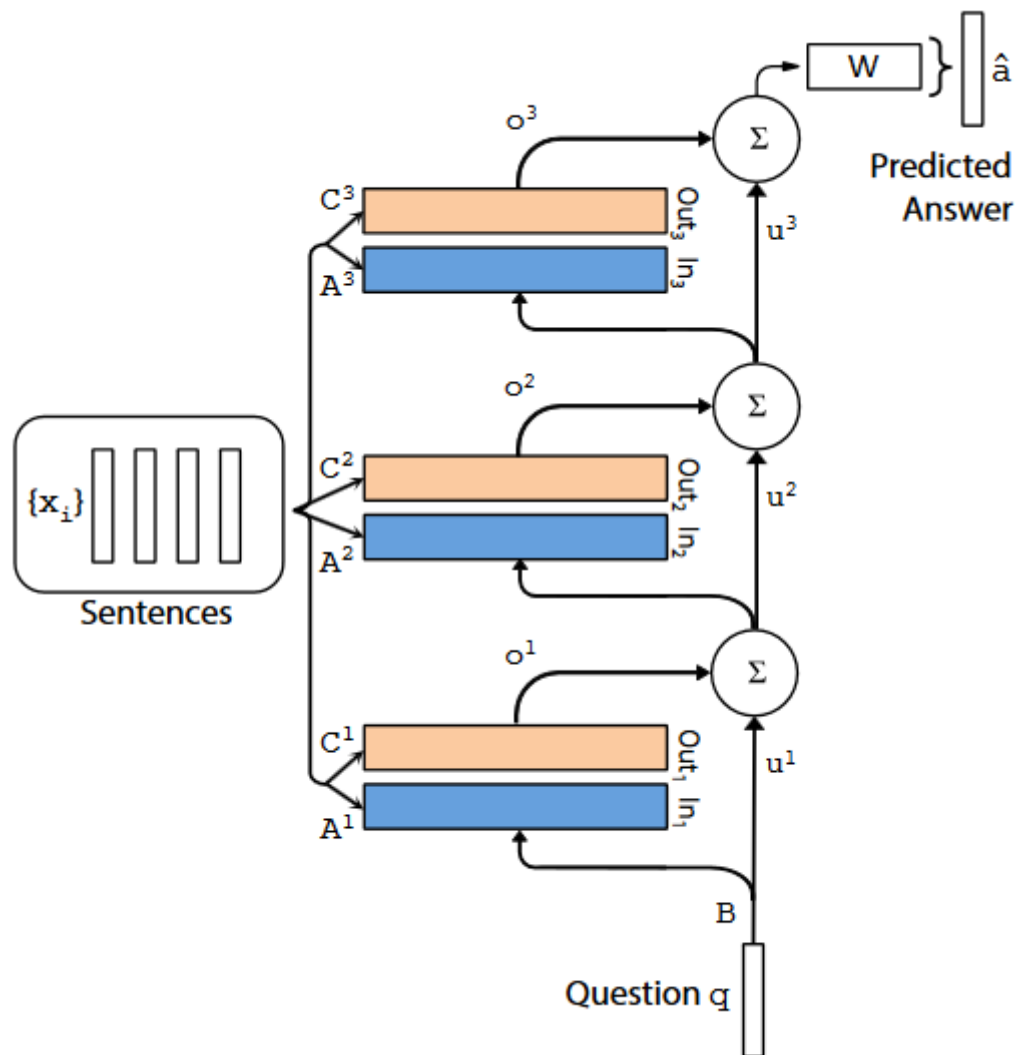 W
â
Σ
Predicted
Answer
o³
C³
Out₃
u³
A³
In₃
o²
Σ
C²
Out₂
u²
{xᵢ}
A²
In₂
Sentences
o¹
Σ
C¹
Out₁
u¹
A¹
In₁
B
Question q